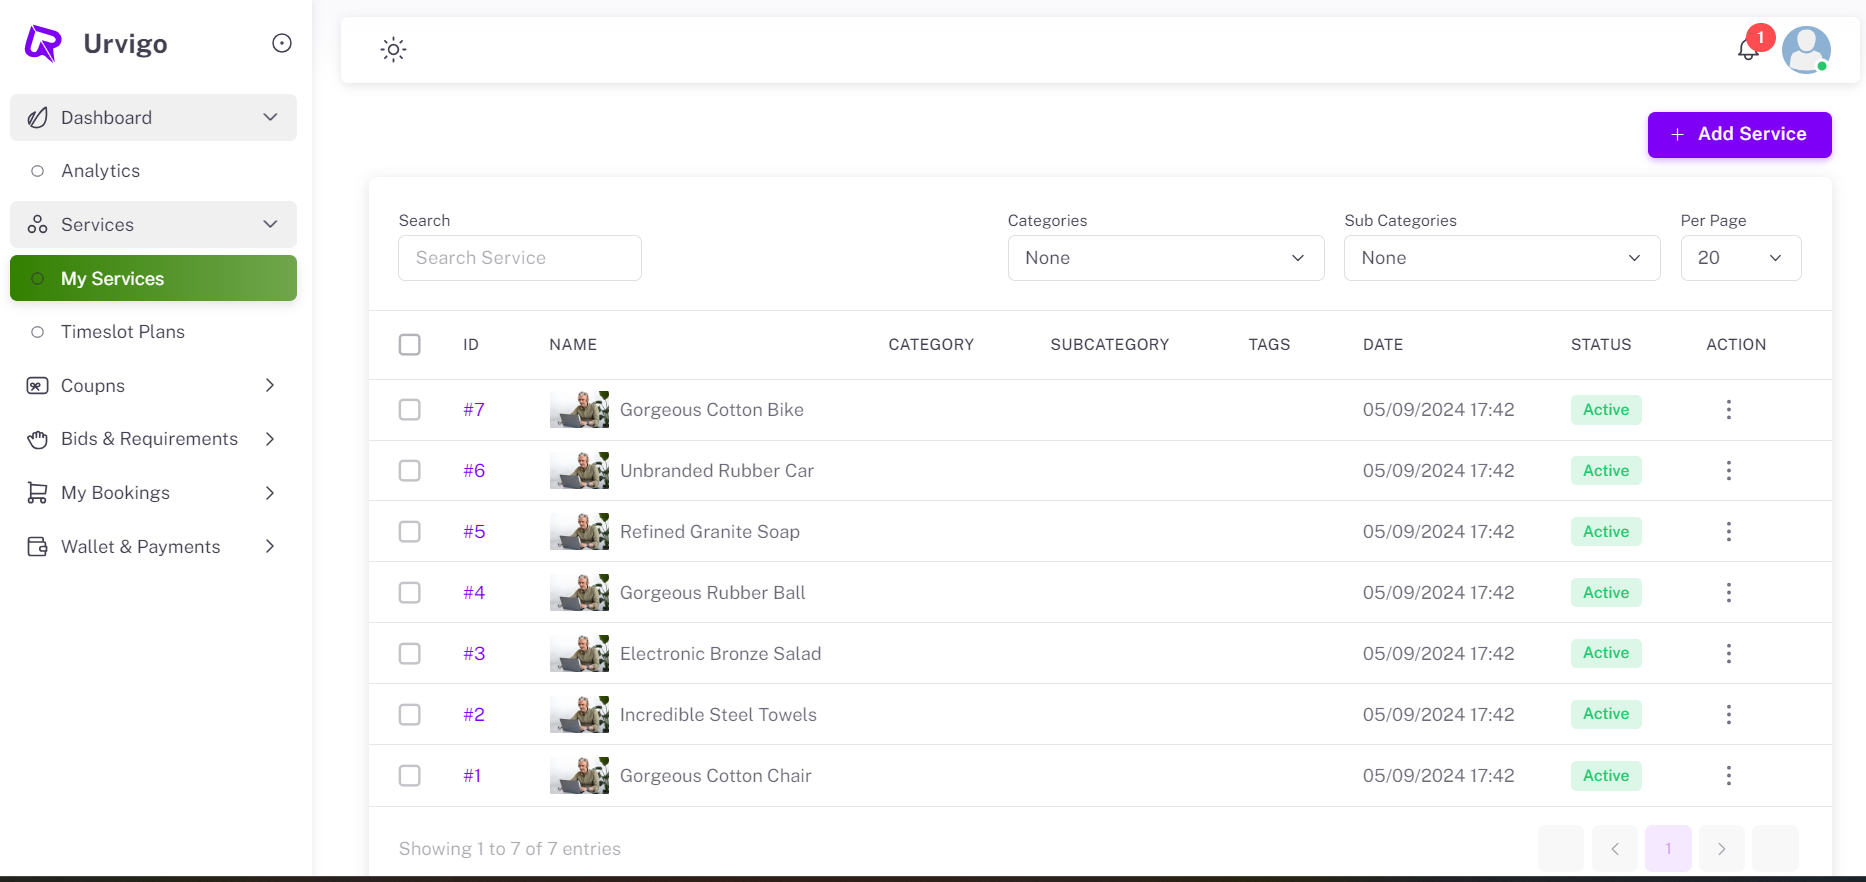 Urvigo
1
Dashboard
Analytics
Services
My Services
Timeslot Plans
Coupns
Bids & Requirements
My Bookings
Wallet & Payments
+ Add Service
Search
Categories
Sub Categories
Per Page
Search Service
None
None
20
ID NAME CATEGORY SUBCATEGORY TAGS DATE STATUS ACTION
#7 Gorgeous Cotton Bike 05/09/2024 17:42 Active
#6 Unbranded Rubber Car 05/09/2024 17:42 Active
#5 Refined Granite Soap 05/09/2024 17:42 Active
#4 Gorgeous Rubber Ball 05/09/2024 17:42 Active
#3 Electronic Bronze Salad 05/09/2024 17:42 Active
#2 Incredible Steel Towels 05/09/2024 17:42 Active
#1 Gorgeous Cotton Chair 05/09/2024 17:42 Active
Showing 1 to 7 of 7 entries
1